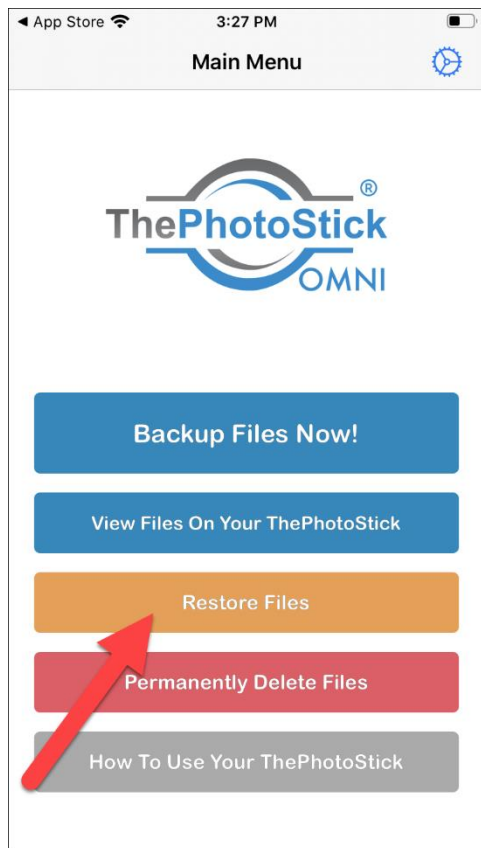 ◀ App Store 3:27 PM
Main Menu
®
ThePhotoStick
OMNI
Backup Files Now!
View Files On Your ThePhotoStick
Restore Files
Permanently Delete Files
How To Use Your ThePhotoStick